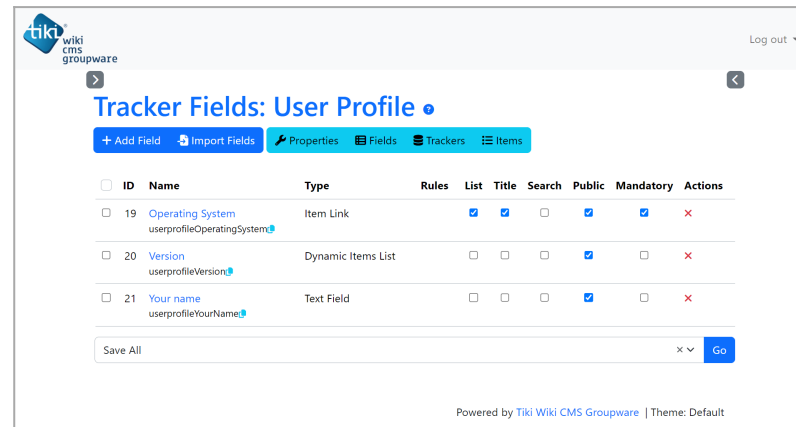 tiki
wiki
cms
groupware
Log out
Tracker Fields: User Profile ?
Add Field Import Fields Properties Fields Trackers Items
ID Name Type Rules List Title Search Public Mandatory Actions
19 Operating System Item Link
userprofileOperatingSystem
20 Version Dynamic Items List
userprofileVersion
21 Your name Text Field
userprofileYourName
Save All Go
Powered by Tiki Wiki CMS Groupware | Theme: Default